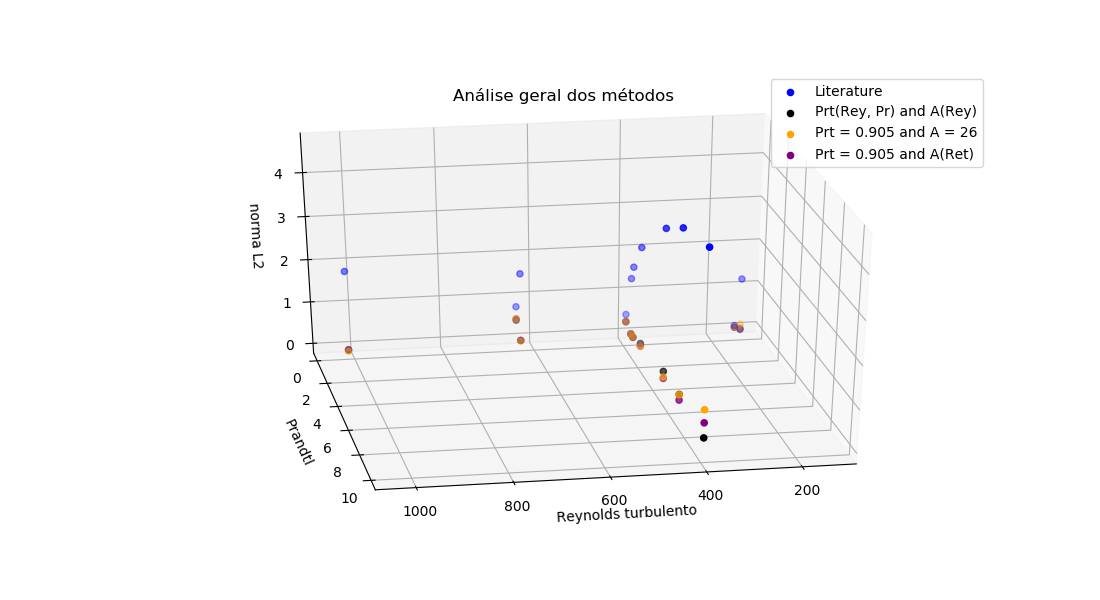 Análise geral dos métodos
Literature
Prt(Rey, Pr) and A(Rey)
Prt = 0.905 and A = 26
Prt = 0.905 and A(Ret)
norma L2
4
3
2
1
0
Prandtl
0
2
4
6
8
10
1000
800
600
400
200
Reynolds turbulento